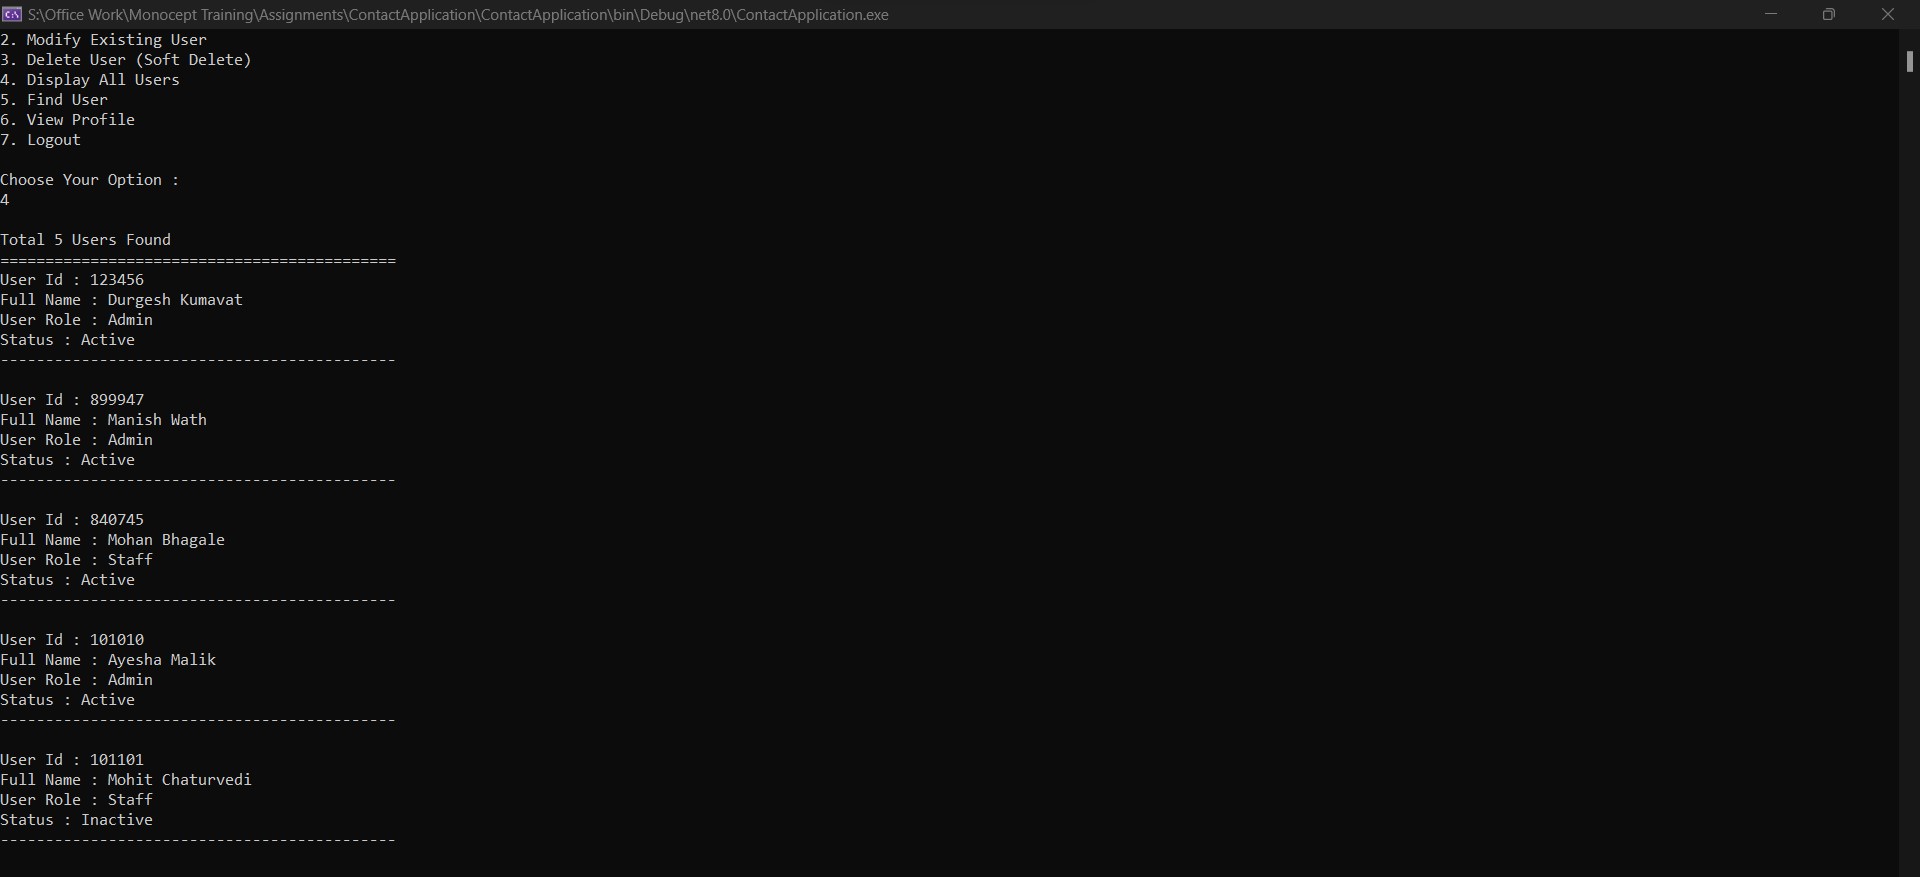 S:\Office Work\Monocept Training\Assignments\ContactApplication\ContactApplication\bin\Debug\net8.0\ContactApplication.exe
2. Modify Existing User
3. Delete User (Soft Delete)
4. Display All Users
5. Find User
6. View Profile
7. Logout
Choose Your Option :
4
Total 5 Users Found
============================================
User Id : 123456
Full Name : Durgesh Kumavat
User Role : Admin
Status : Active
--------------------------------------------
User Id : 899947
Full Name : Manish Wath
User Role : Admin
Status : Active
--------------------------------------------
User Id : 840745
Full Name : Mohan Bhagale
User Role : Staff
Status : Active
--------------------------------------------
User Id : 101010
Full Name : Ayesha Malik
User Role : Admin
Status : Active
--------------------------------------------
User Id : 101101
Full Name : Mohit Chaturvedi
User Role : Staff
Status : Inactive
--------------------------------------------